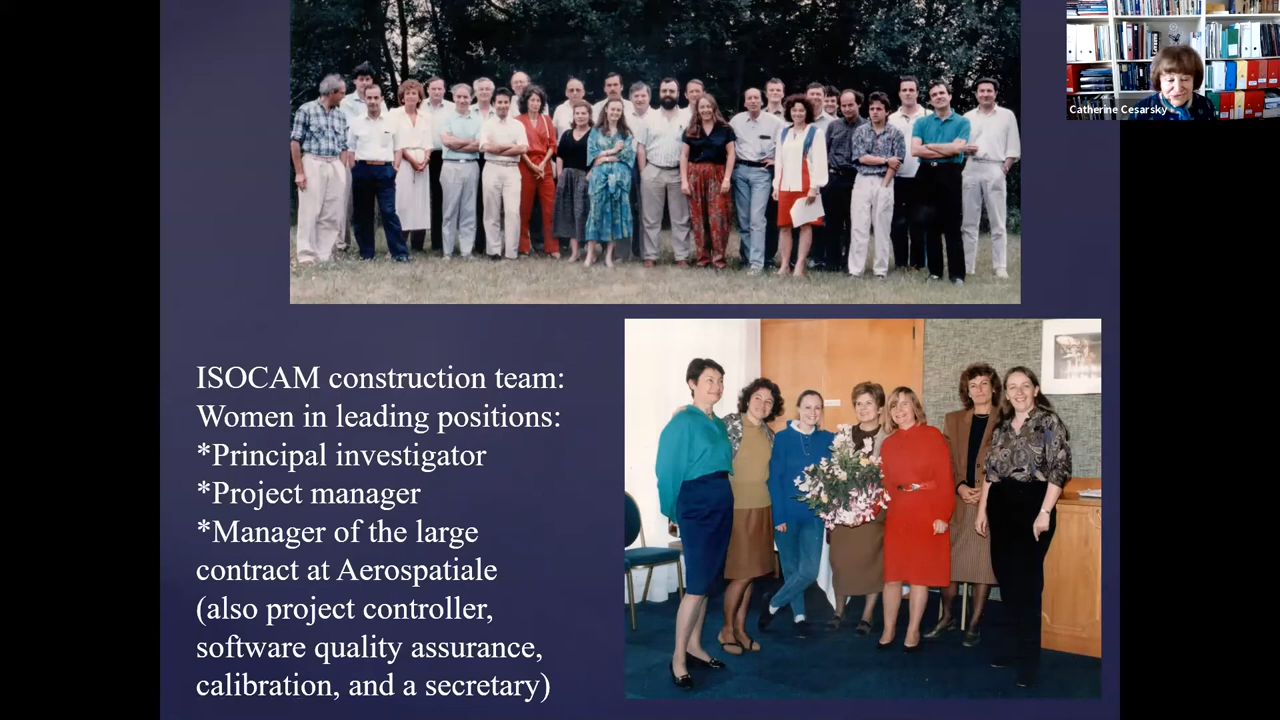 Catherine Cesarsky
ISOCAM construction team:
Women in leading positions:
*Principal investigator
*Project manager
*Manager of the large
contract at Aerospatiale
(also project controller,
software quality assurance,
calibration, and a secretary)